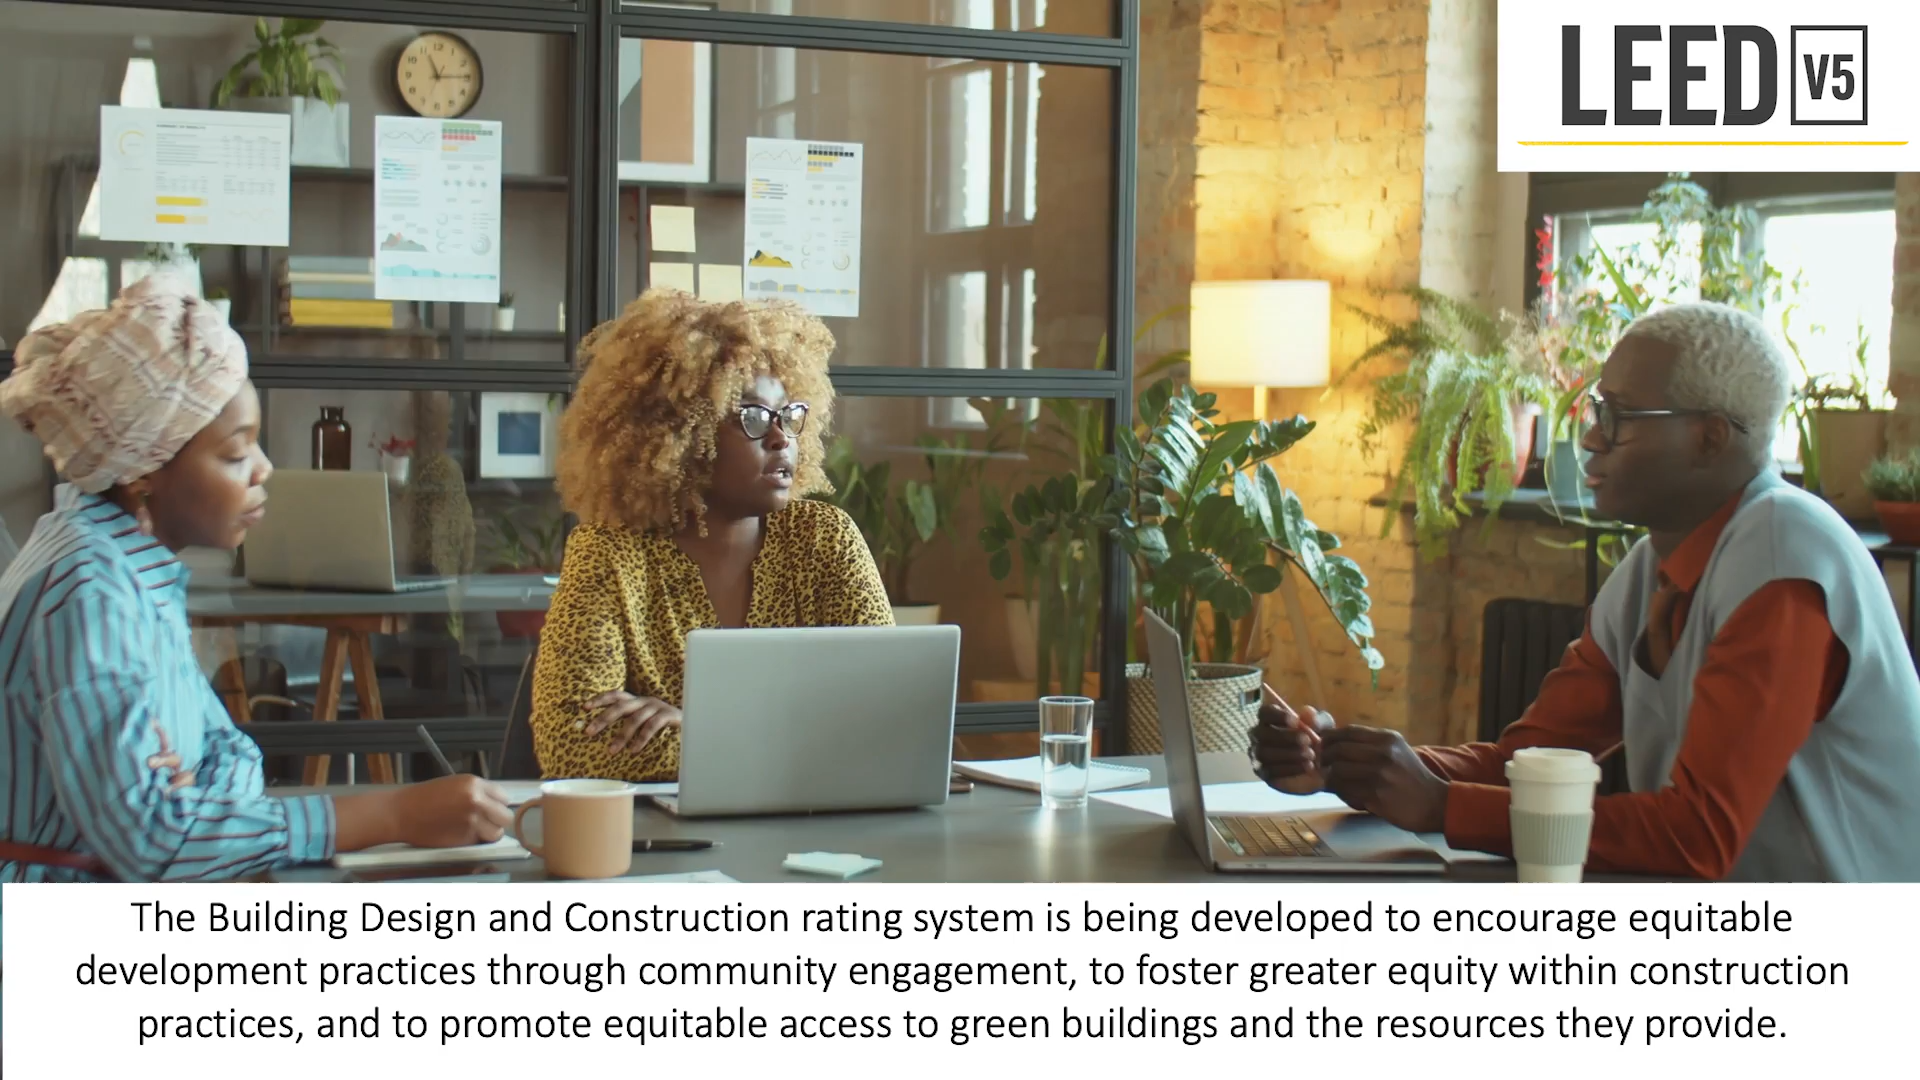 LEED V5
The Building Design and Construction rating system is being developed to encourage equitable
development practices through community engagement, to foster greater equity within construction
practices, and to promote equitable access to green buildings and the resources they provide.